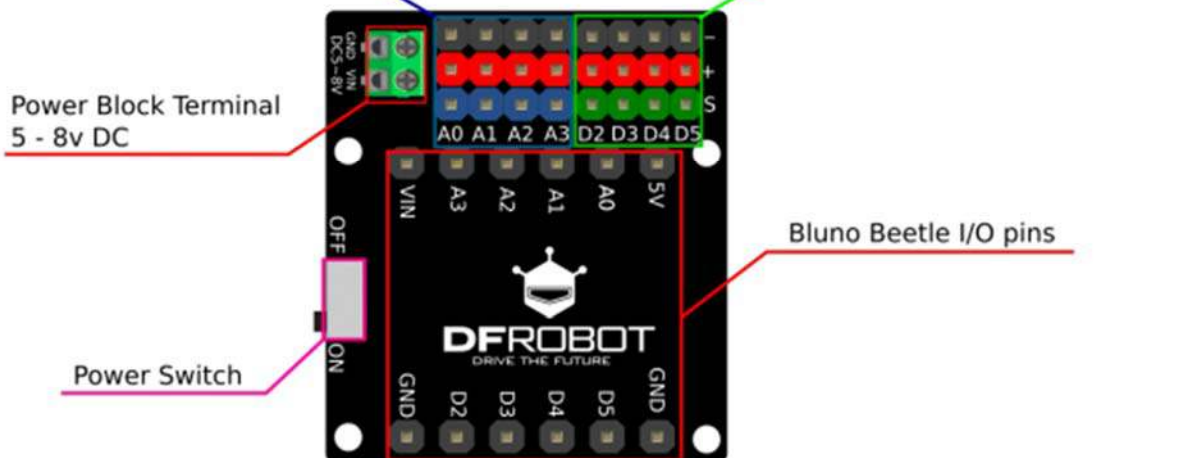 GND VIN
DC5~8V
-
+
S
A0 A1 A2 A3 D2 D3 D4 D5
Power Block Terminal
5 - 8v DC
VIN A3 A2 A1 A0 5V
OFF
Bluno Beetle I/O pins
DFROBOT
DRIVE THE FUTURE
ON
Power Switch
GND D2 D3 D4 D5 GND